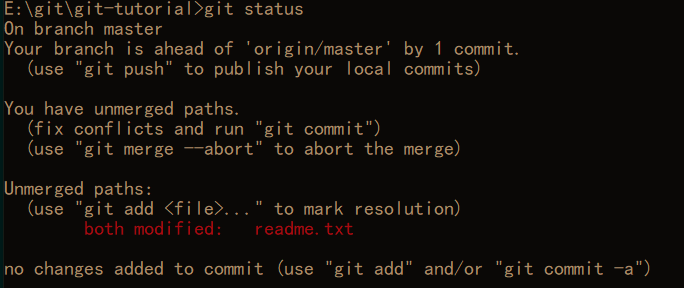 E:\git\git-tutorial>git status
On branch master
Your branch is ahead of 'origin/master' by 1 commit.
  (use "git push" to publish your local commits)

You have unmerged paths.
  (fix conflicts and run "git commit")
  (use "git merge --abort" to abort the merge)

Unmerged paths:
  (use "git add <file>..." to mark resolution)
        both modified:   readme.txt

no changes added to commit (use "git add" and/or "git commit -a")